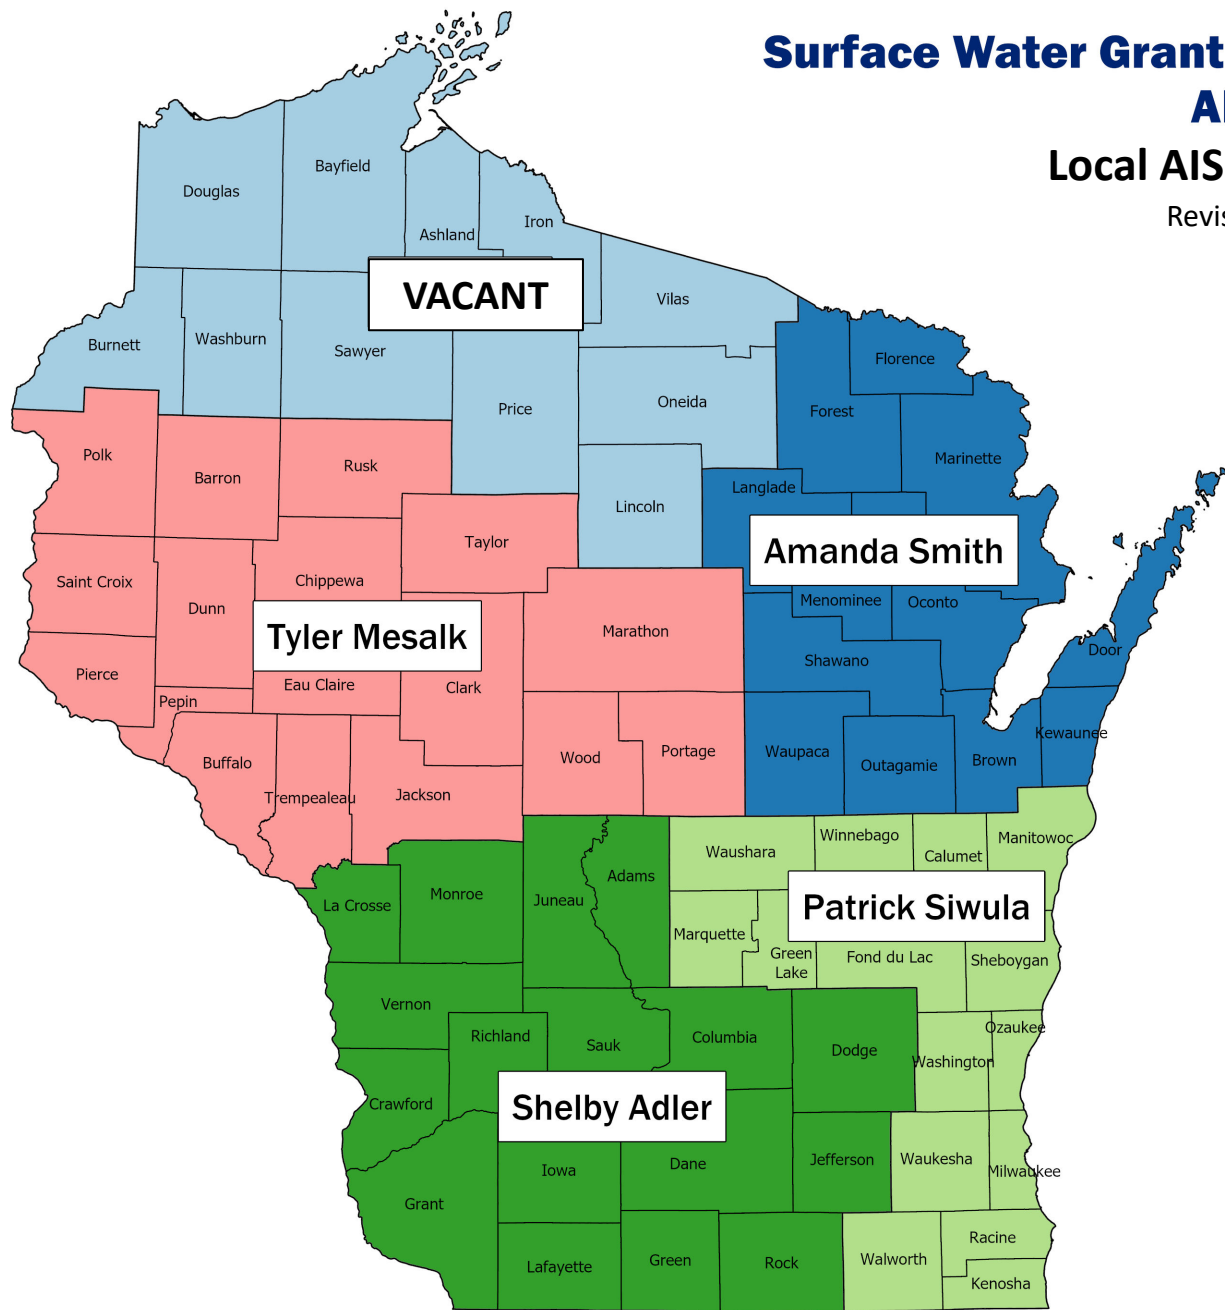 Surface Water Grant
Local AIS
Revis
Bayfield
Douglas
Iron
Ashland
VACANT
Vilas
Washburn
Burnett
Sawyer
Florence
Oneida
Price
Forest
Polk
Rusk
Marinette
Barron
Langlade
Lincoln
Taylor
Amanda Smith
Saint Croix
Chippewa
Menominee
Oconto
Dunn
Marathon
Tyler Mesalk
Door
Shawano
Pierce
Eau Claire
Clark
Pepin
Kewaunee
Waupaca
Portage
Wood
Brown
Buffalo
Outagamie
Jackson
Trempealeau
Winnebago
Manitowoc
Waushara
Calumet
Adams
Monroe
Juneau
La Crosse
Patrick Siwula
Marquette
Green
Lake
Fond du Lac
Sheboygan
Vernon
Ozaukee
Richland
Columbia
Sauk
Dodge
Washington
Crawford
Shelby Adler
Waukesha
Jefferson
Dane
Iowa
Milwaukee
Grant
Racine
Walworth
Green
Rock
Lafayette
Kenosha